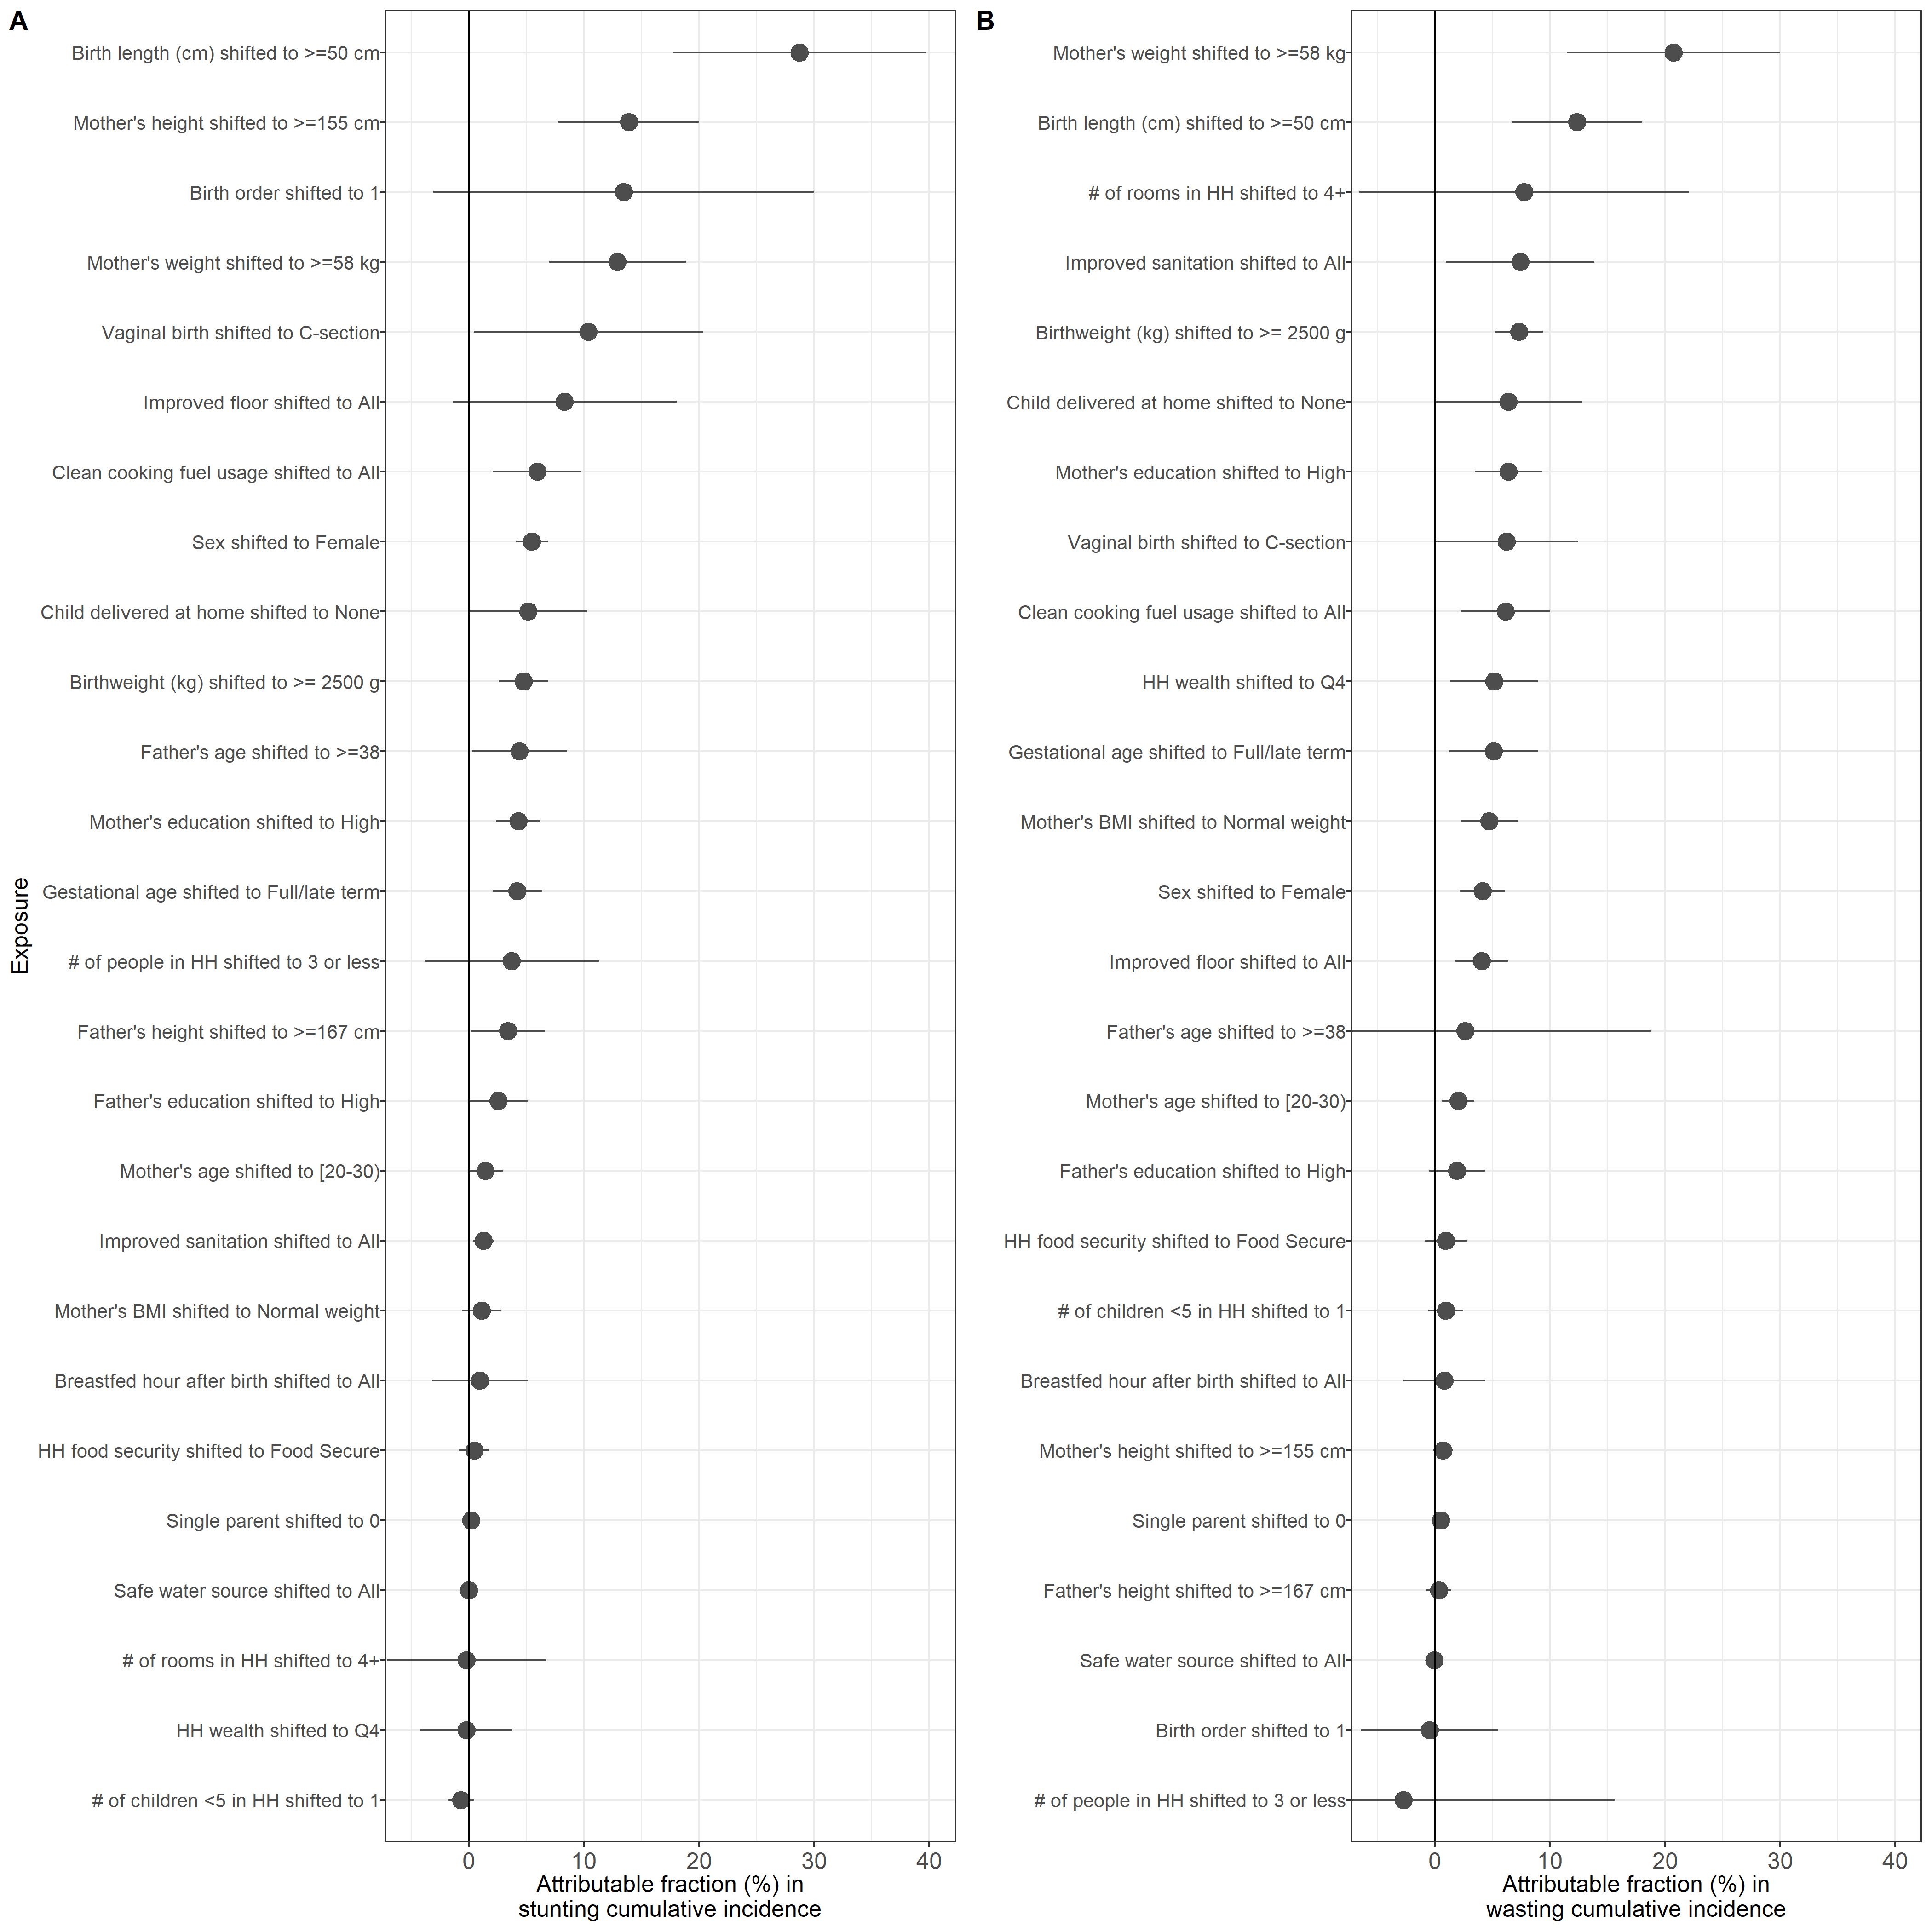 A
Birth length (cm) shifted to >=50 cm
Mother's height shifted to >=155 cm
Birth order shifted to 1
Mother's weight shifted to >=58 kg
Vaginal birth shifted to C-section
Improved floor shifted to All
Clean cooking fuel usage shifted to All
Sex shifted to Female
Child delivered at home shifted to None
Birthweight (kg) shifted to >= 2500 g
Father's age shifted to >=38
Mother's education shifted to High
Gestational age shifted to Full/late term
# of people in HH shifted to 3 or less
Father's height shifted to >=167 cm
Father's education shifted to High
Mother's age shifted to [20-30)
Improved sanitation shifted to All
Mother's BMI shifted to Normal weight
Breastfed hour after birth shifted to All
HH food security shifted to Food Secure
Single parent shifted to 0
Safe water source shifted to All
# of rooms in HH shifted to 4+
HH wealth shifted to Q4
# of children <5 in HH shifted to 1
Exposure
0 10 20 30 40
Attributable fraction (%) in
stunting cumulative incidence
B
Mother's weight shifted to >=58 kg
Birth length (cm) shifted to >=50 cm
# of rooms in HH shifted to 4+
Improved sanitation shifted to All
Birthweight (kg) shifted to >= 2500 g
Child delivered at home shifted to None
Mother's education shifted to High
Vaginal birth shifted to C-section
Clean cooking fuel usage shifted to All
HH wealth shifted to Q4
Gestational age shifted to Full/late term
Mother's BMI shifted to Normal weight
Sex shifted to Female
Improved floor shifted to All
Father's age shifted to >=38
Mother's age shifted to [20-30)
Father's education shifted to High
HH food security shifted to Food Secure
# of children <5 in HH shifted to 1
Breastfed hour after birth shifted to All
Mother's height shifted to >=155 cm
Single parent shifted to 0
Father's height shifted to >=167 cm
Safe water source shifted to All
Birth order shifted to 1
# of people in HH shifted to 3 or less
0 10 20 30 40
Attributable fraction (%) in
wasting cumulative incidence